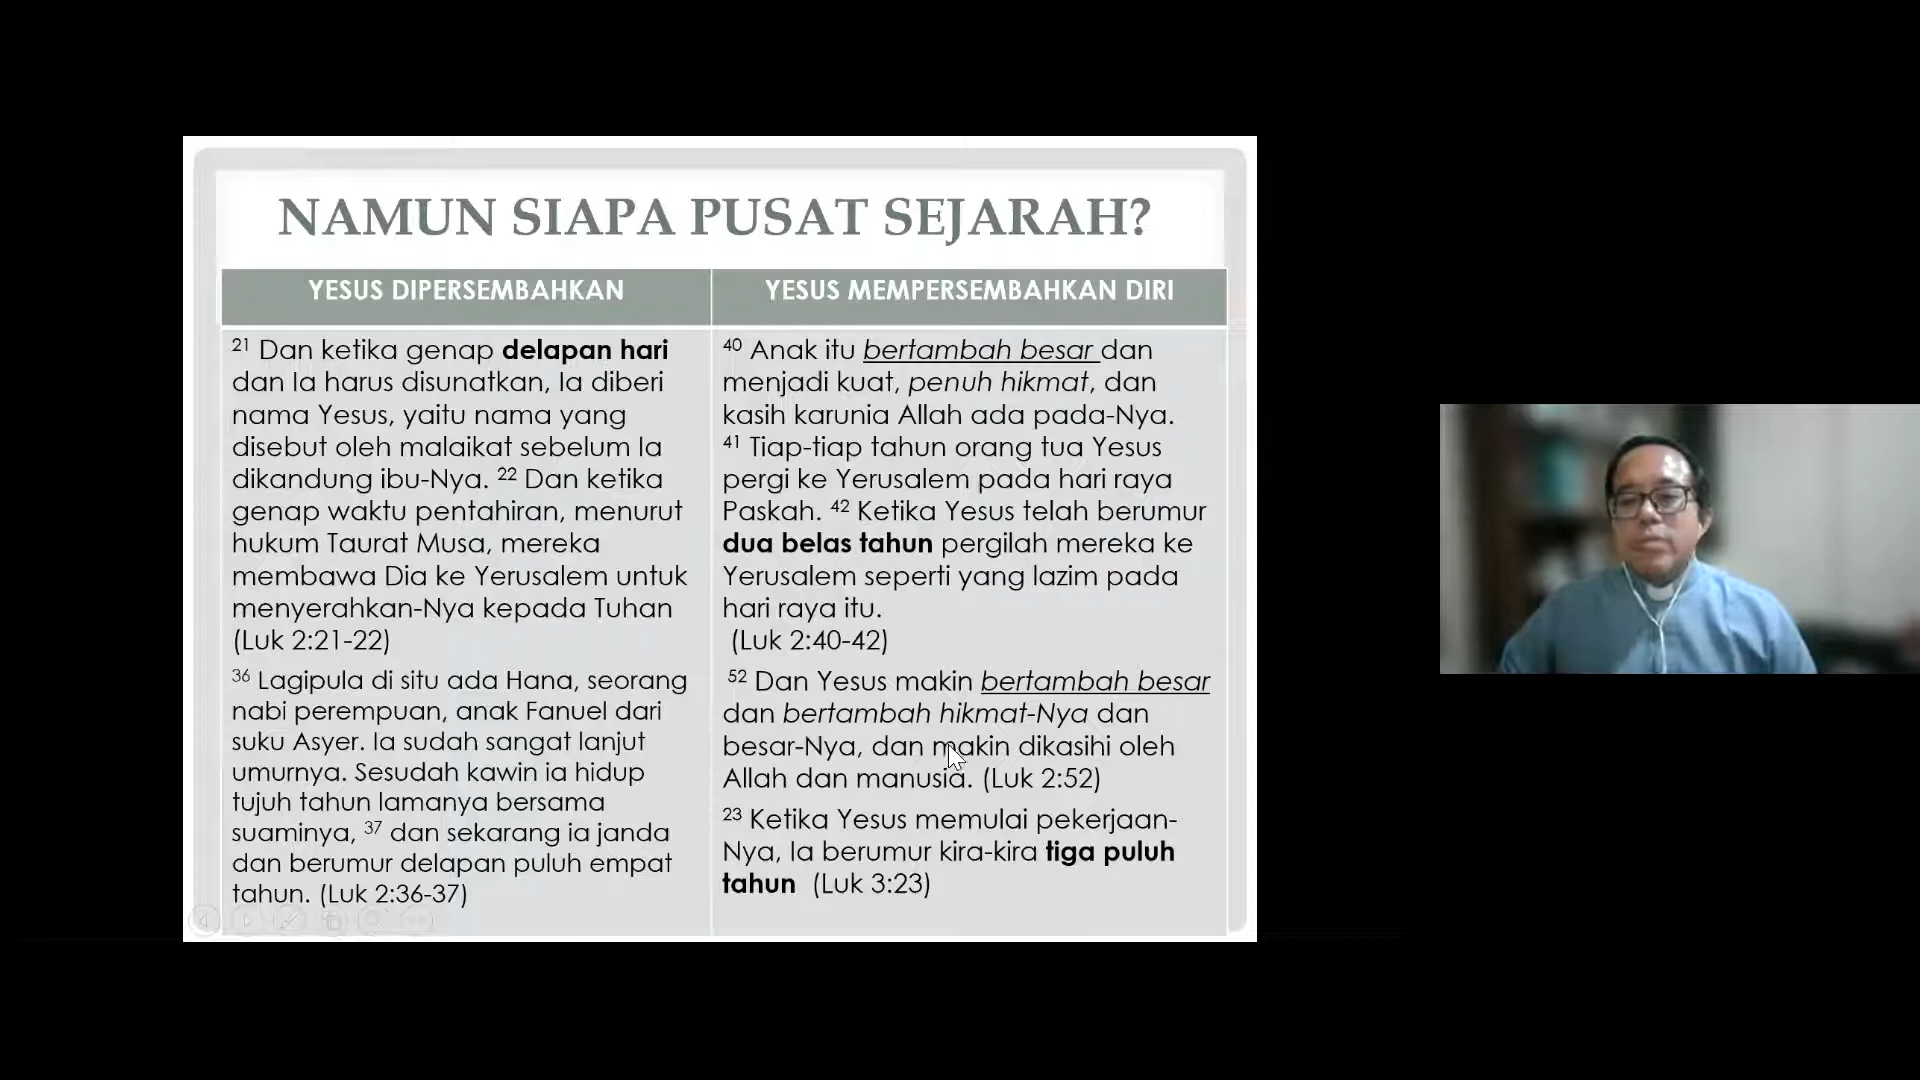 NAMUN SIAPA PUSAT SEJARAH?
YESUS DIPERSEMBAHKAN
21 Dan ketika genap delapan hari
dan Ia harus disunatkan, Ia diberi
nama Yesus, yaitu nama yang
disebut oleh malaikat sebelum Ia
dikandung ibu-Nya. 22 Dan ketika
genap waktu pentahiran, menurut
hukum Taurat Musa, mereka
membawa Dia ke Yerusalem untuk
menyerahkan-Nya kepada Tuhan
(Luk 2:21-22)
36 Lagipula di situ ada Hana, seorang
nabi perempuan, anak Fanuel dari
suku Asyer. Ia sudah sangat lanjut
umurnya. Sesudah kawin ia hidup
tujuh tahun lamanya bersama
suaminya, 37 dan sekarang ia janda
dan berumur delapan puluh empat
tahun. (Luk 2:36-37)
YESUS MEMPERSEMBAHKAN DIRI
40 Anak itu bertambah besar dan
menjadi kuat, penuh hikmat, dan
kasih karunia Allah ada pada-Nya.
41 Tiap-tiap tahun orang tua Yesus
pergi ke Yerusalem pada hari raya
Paskah. 42 Ketika Yesus telah berumur
dua belas tahun pergilah mereka ke
Yerusalem seperti yang lazim pada
hari raya itu.
(Luk 2:40-42)
52 Dan Yesus makin bertambah besar
dan bertambah hikmat-Nya dan
besar-Nya, dan makin dikasihi oleh
Allah dan manusia. (Luk 2:52)
23 Ketika Yesus memulai pekerjaan-
Nya, Ia berumur kira-kira tiga puluh
tahun (Luk 3:23)